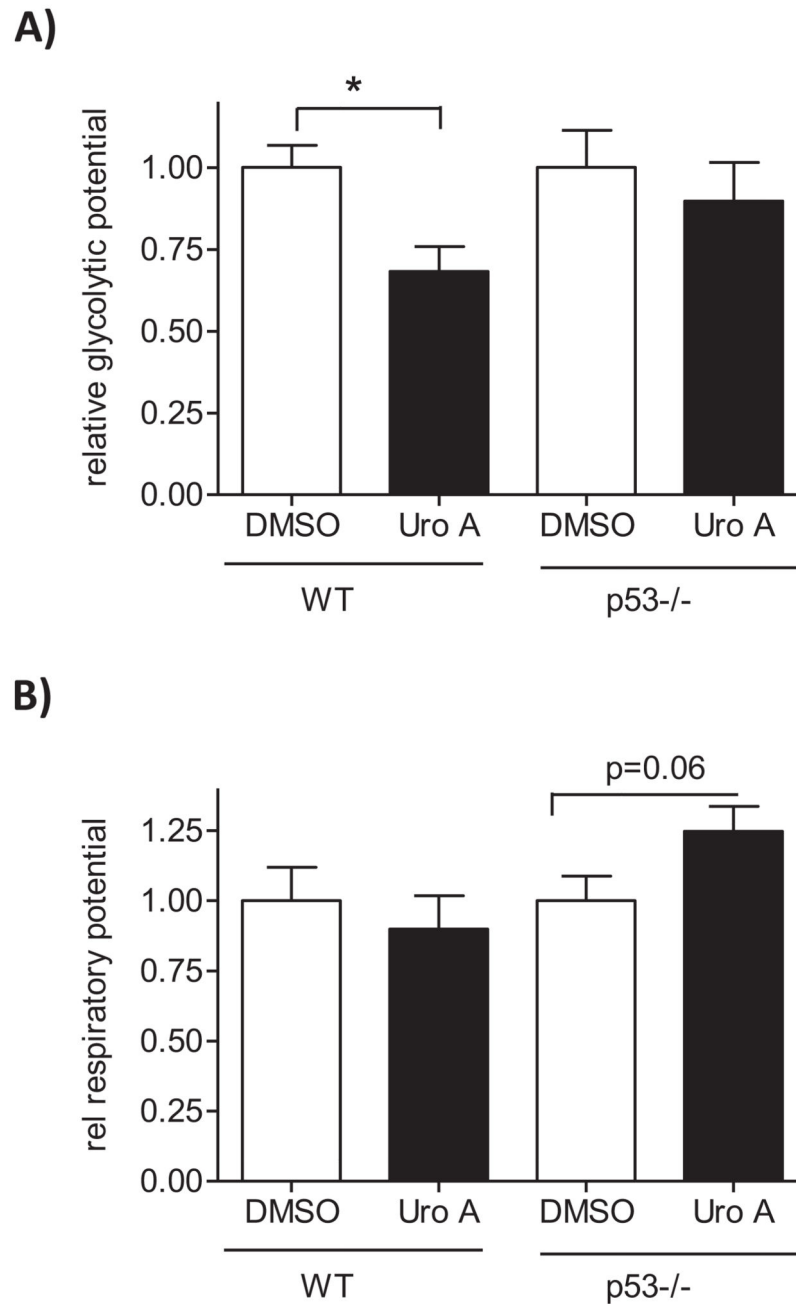 A)
*
relative glycolytic potential
1.00
0.75
0.50
0.25
0.00
DMSO Uro A DMSO Uro A
WT p53-/-
B)
p=0.06
rel respiratory potential
1.25
1.00
0.75
0.50
0.25
0.00
DMSO Uro A DMSO Uro A
WT p53-/-